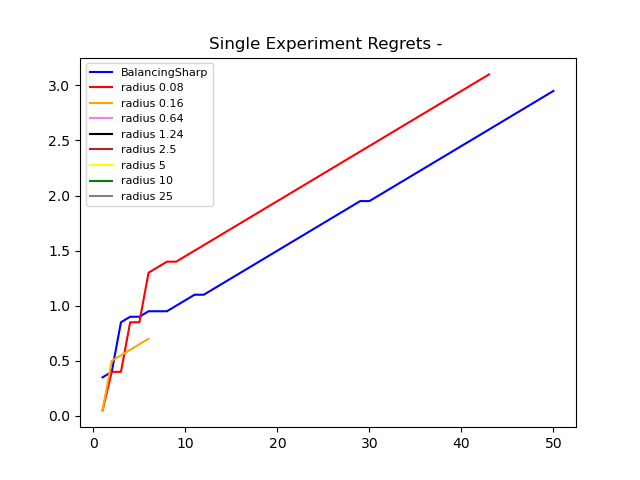 Single Experiment Regrets -
BalancingSharp
radius 0.08
radius 0.16
radius 0.64
radius 1.24
radius 2.5
radius 5
radius 10
radius 25
3.0
2.5
2.0
1.5
1.0
0.5
0.0
0 10 20 30 40 50